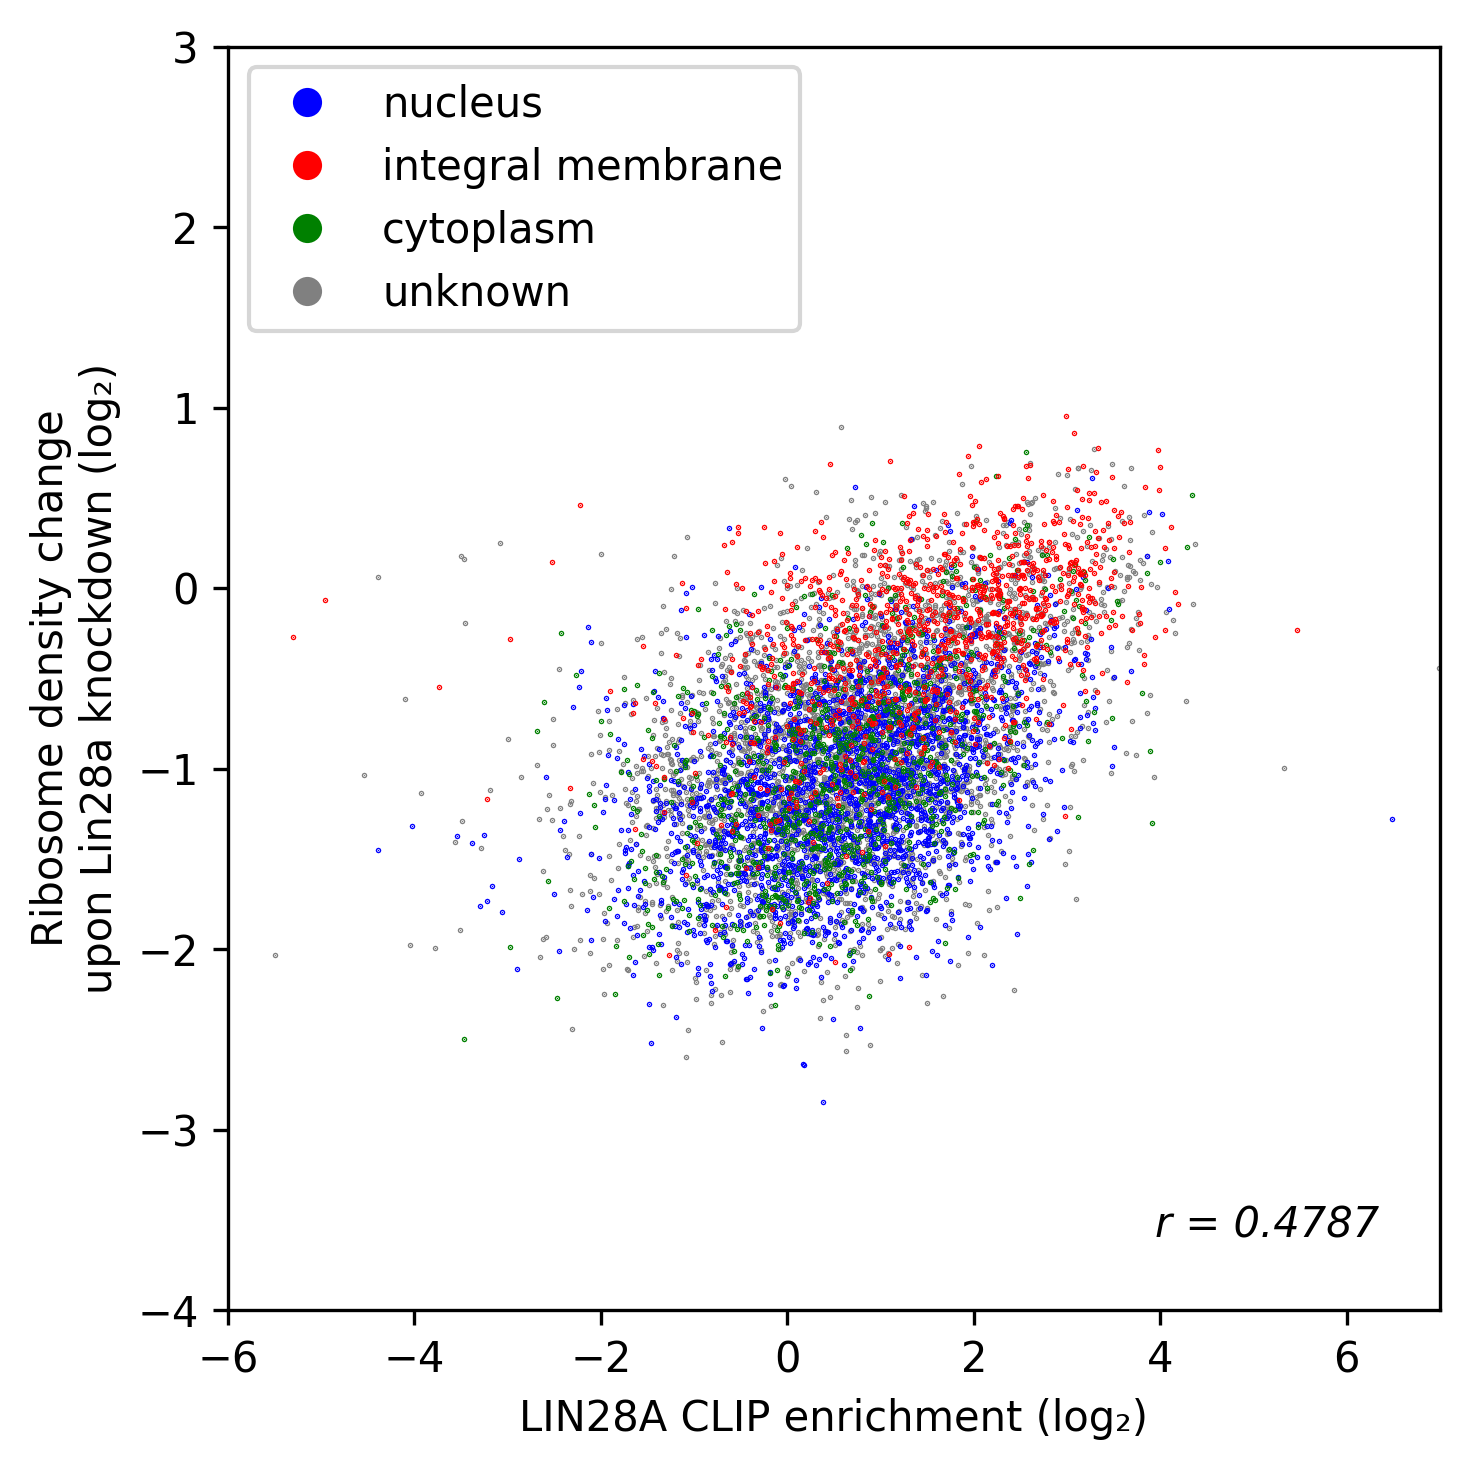 nucleus
integral membrane
cytoplasm
unknown
3
2
1
0
−1
−2
−3
−4
Ribosome density change
upon Lin28a knockdown (log₂)
r = 0.4787
−6
−4
−2
0
2
4
6
LIN28A CLIP enrichment (log₂)